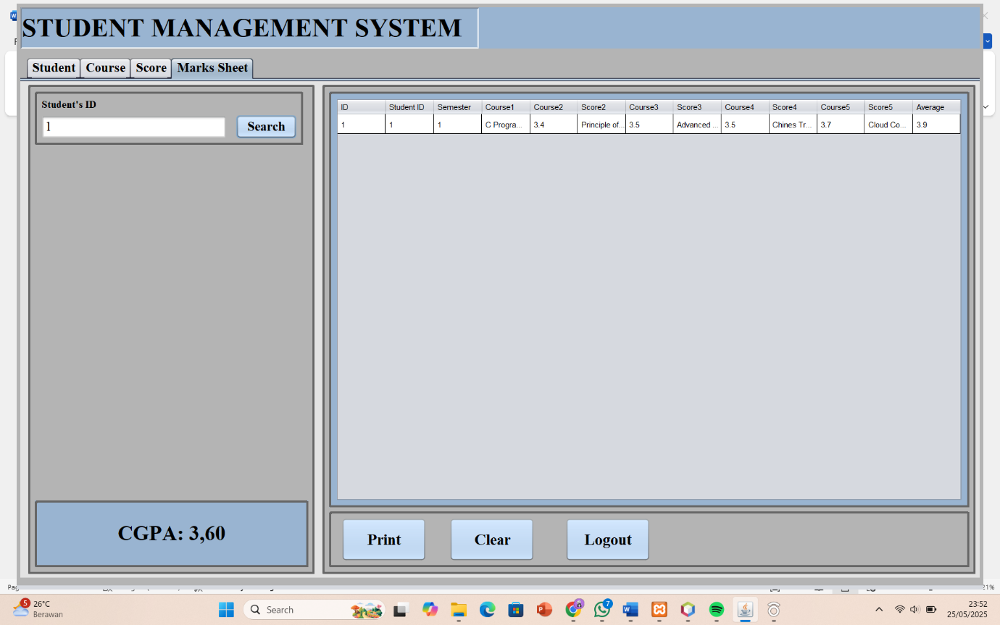 STUDENT MANAGEMENT SYSTEM
Student Course Score Marks Sheet
Student's ID
1 Search
ID Student ID Semester Course1 Course2 Score2 Course3 Score3 Course4 Score4 Course5 Score5 Average
1 1 1 C Progra... 3.4 Principle of... 3.5 Advanced ... 3.5 Chines Tr... 3.7 Cloud Co... 3.9
CGPA: 3,60
Print Clear Logout
5 26°C
Berawan
Search
7
23:52
25/05/2025